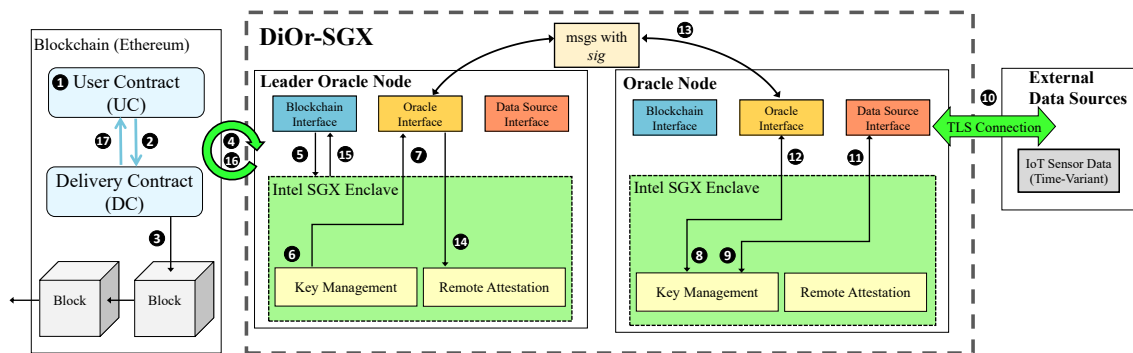 Blockchain (Ethereum)
❶ User Contract
(UC)
⓱ ❷
Delivery Contract
(DC)
❸
Block
Block
❹
⓰
DiOr-SGX
msgs with
sig
⓭
Leader Oracle Node
Blockchain
Interface
Oracle
Interface
Data Source
Interface
❺ ⓯ ❼
Intel SGX Enclave
❻ ⓮
Key Management
Remote Attestation
Oracle Node
Blockchain
Interface
Oracle
Interface
Data Source
Interface
⓬ ⓫
Intel SGX Enclave
❽ ❾
Key Management
Remote Attestation
External
Data Sources
❿
TLS Connection
IoT Sensor Data
(Time-Variant)